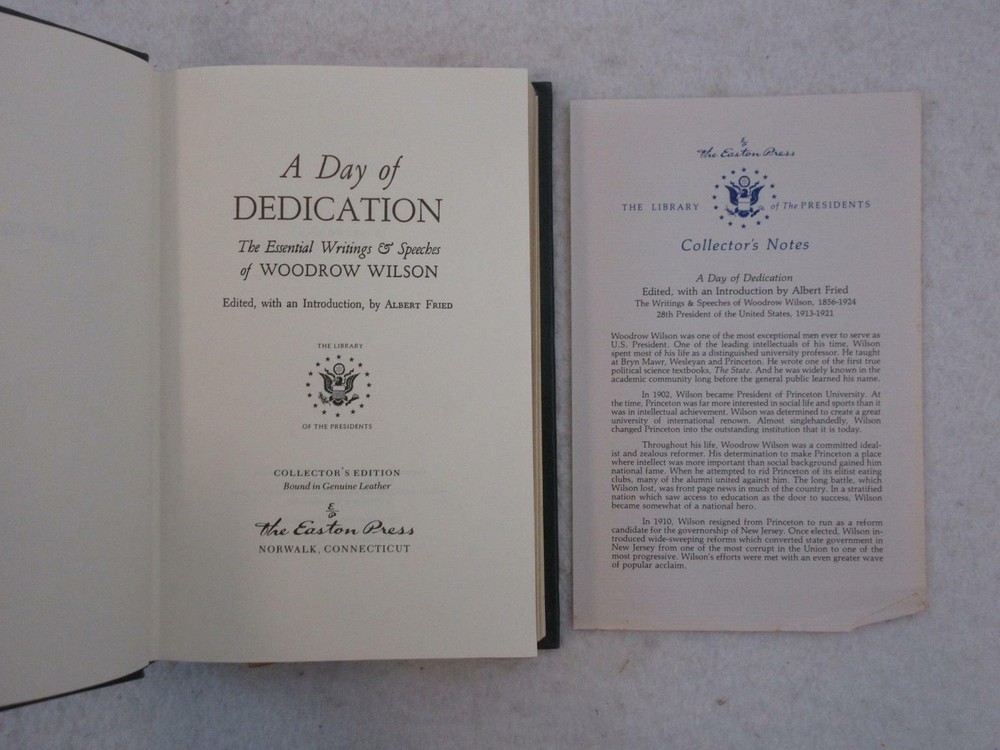 A Day of
DEDICATION
The Essential Writings & Speeches
of WOODROW WILSON
Edited, with an Introduction, by ALBERT FRIED
THE LIBRARY
OF THE PRESIDENTS
COLLECTOR'S EDITION
Bound in Genuine Leather
E/P
The Easton Press
NORWALK, CONNECTICUT
The Easton Press
THE LIBRARY of The PRESIDENTS
Collector's Notes
A Day of Dedication
Edited, with an Introduction by Albert Fried
The Writings & Speeches of Woodrow Wilson, 1856-1924
28th President of the United States, 1913-1921
Woodrow Wilson was one of the most exceptional men ever to serve as
U.S. President. One of the leading intellectuals of his time, Wilson
spent most of his life as a distinguished university professor. He taught
at Bryn Mawr, Wesleyan and Princeton. He wrote one of the first true
political science textbooks, The State. And he was widely known in the
academic community long before the general public learned his name.
In 1902, Wilson became President of Princeton University. At
the time, Princeton was far more interested in social life and sports than it
was in intellectual achievement. Wilson was determined to create a great
university of international renown. Almost singlehandedly, Wilson
changed Princeton into the outstanding institution that it is today.
Throughout his life, Woodrow Wilson was a committed ideal-
ist and zealous reformer. His determination to make Princeton a place
where intellect was more important than social background gained him
national fame. When he attempted to rid Princeton of its elitist eating
clubs, many of the alumni united against him. The long battle, which
Wilson lost, was front page news in much of the country. In a stratified
nation which saw access to education as the door to success, Wilson
became somewhat of a national hero.
In 1910, Wilson resigned from Princeton to run as a reform
candidate for the governorship of New Jersey. Once elected, Wilson in-
troduced wide-sweeping reforms which converted state government in
New Jersey from one of the most corrupt in the Union to one of the
most progressive. Wilson's efforts were met with an even greater wave
of popular acclaim.